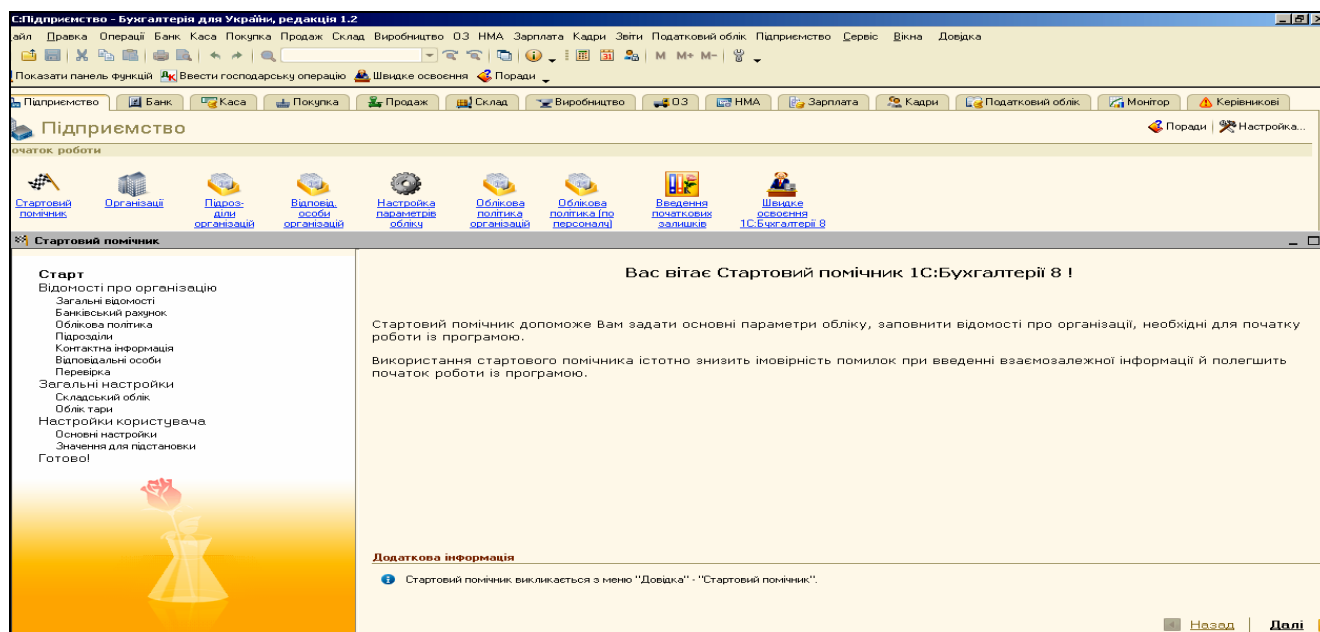 С:Підприємство - Бухгалтерія для України, редакція 1.2
айл Правка Операції Банк Каса Покупка Продаж Склад Виробництво ОЗ НМА Зарплата Кадри Звіти Податковий облік Підприємство Сервіс Вікна Довідка
М М+ М-
Показати панель функцій Ввести господарську операцію Швидке освоєння Поради
Підприємство Банк Каса Покупка Продаж Склад Виробництво ОЗ НМА Зарплата Кадри Податковий облік Монітор Керівникові
Підприємство
Поради Настройка...
очаток роботи
Стартовий помічник
Організації
Підроз-
діли
організацій
Відповід.
особи
організацій
Настройка
параметрів
обліку
Облікова
політика
організацій
Облікова
політика (по
персоналу)
Введення
початкових
залишків
Швидке
освоєння
1С:Бухгалтерії 8
Стартовий помічник
Старт
Відомості про організацію
Загальні відомості
Банківський рахунок
Облікова політика
Підрозділи
Контактна інформація
Відповідальні особи
Перевірка
Загальні настройки
Складський облік
Облік тари
Настройки користувача
Основні настройки
Значення для підстановки
Готово!
Вас вітає Стартовий помічник 1С:Бухгалтерії 8 !
Стартовий помічник допоможе Вам задати основні параметри обліку, заповнити відомості про організації, необхідні для початку
роботи із програмою.
Використання стартового помічника істотно знизить імовірність помилок при введенні взаємозалежної інформації й полегшить
початок роботи із програмою.
Додаткова інформація
Стартовий помічник викликається з меню "Довідка" - "Стартовий помічник".
Назад Далі